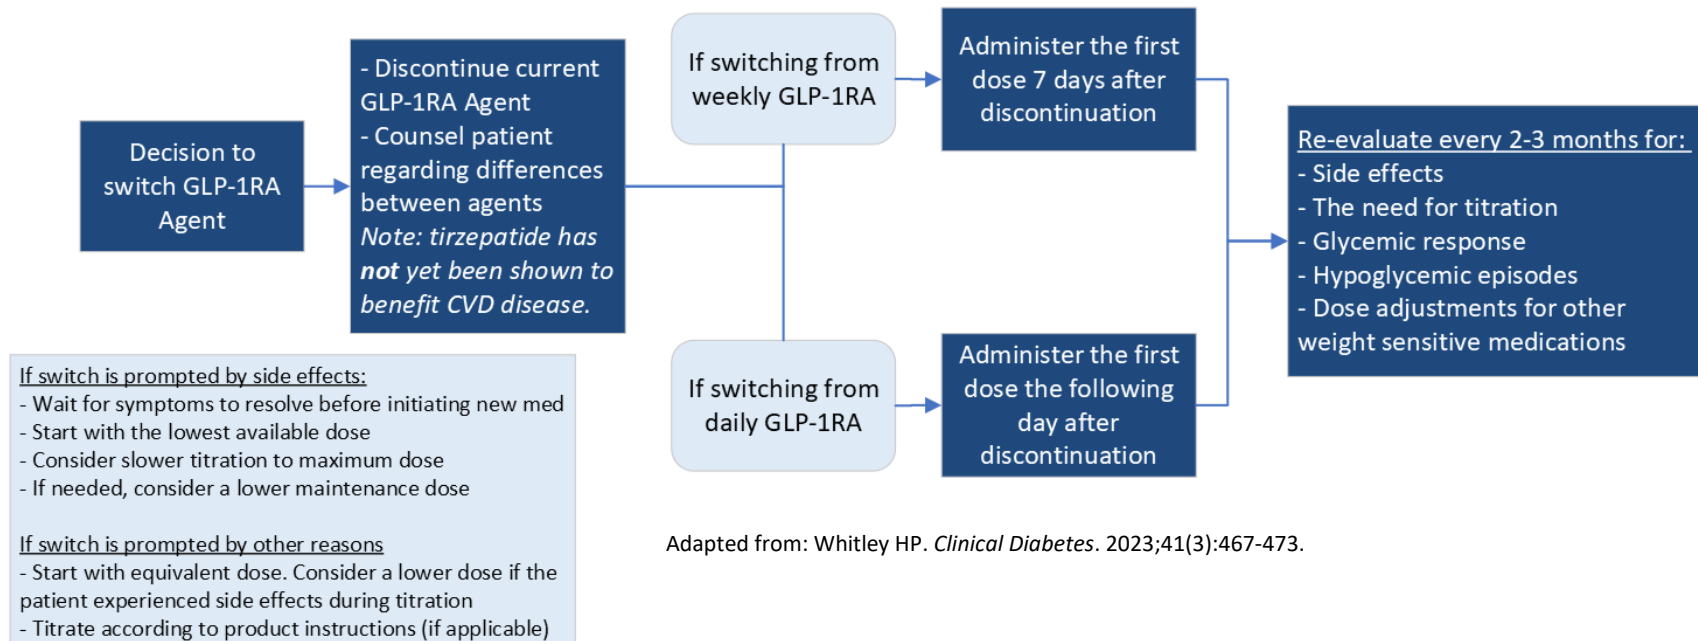 Decision to
switch GLP-1RA
Agent
- Discontinue current
GLP-1RA Agent
- Counsel patient
regarding differences
between agents
Note: tirzepatide has
not yet been shown to
benefit CVD disease.
If switching from
weekly GLP-1RA
Administer the first
dose 7 days after
discontinuation
If switching from
daily GLP-1RA
Administer the first
dose the following
day after
discontinuation
Re-evaluate every 2-3 months for:
- Side effects
- The need for titration
- Glycemic response
- Hypoglycemic episodes
- Dose adjustments for other
weight sensitive medications
If switch is prompted by side effects:
- Wait for symptoms to resolve before initiating new med
- Start with the lowest available dose
- Consider slower titration to maximum dose
- If needed, consider a lower maintenance dose
If switch is prompted by other reasons
- Start with equivalent dose. Consider a lower dose if the
patient experienced side effects during titration
- Titrate according to product instructions (if applicable)
Adapted from: Whitley HP. Clinical Diabetes. 2023;41(3):467-473.